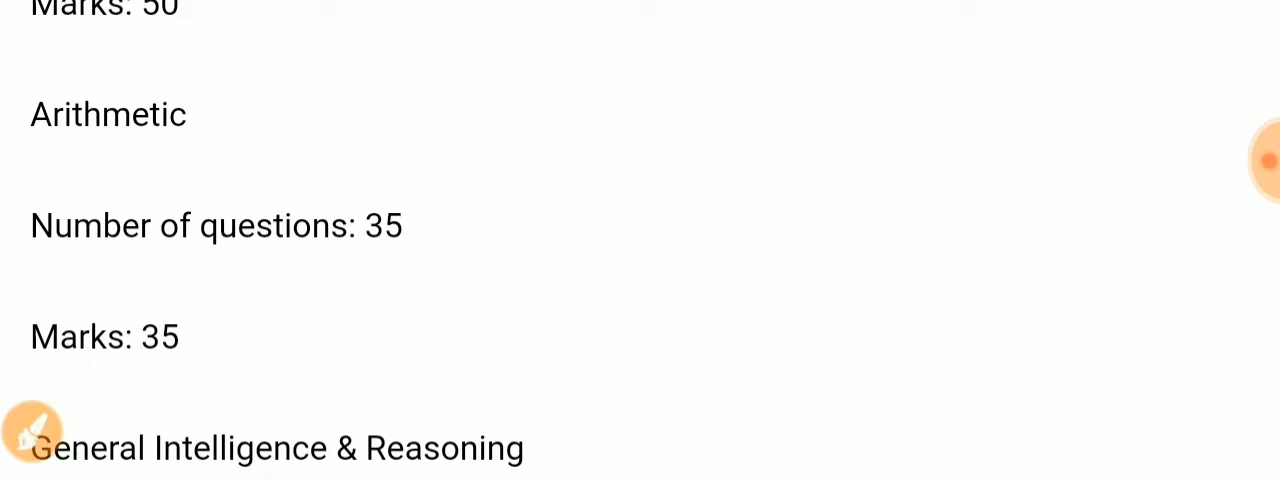 Marks: 50
Arithmetic
Number of questions: 35
Marks: 35
General Intelligence & Reasoning